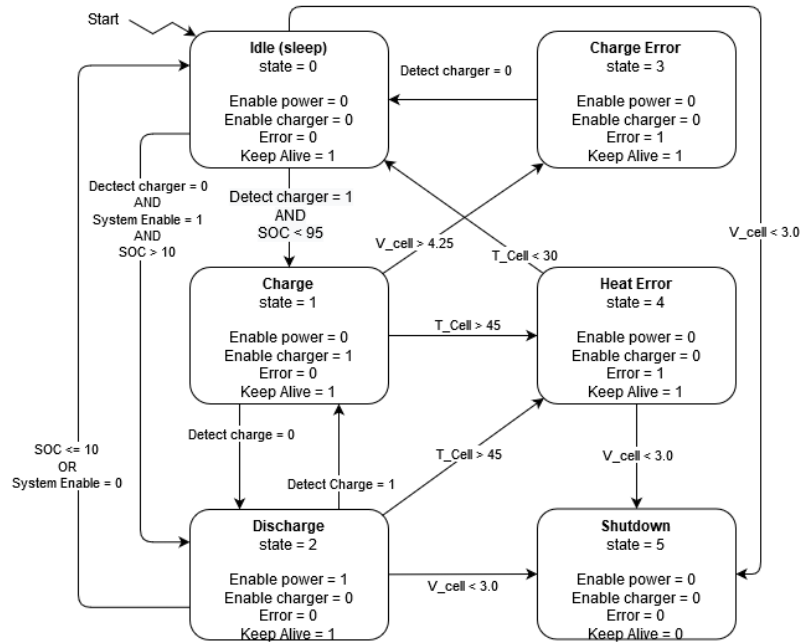 Start
Idle (sleep)
state = 0
Enable power = 0
Enable charger = 0
Error = 0
Keep Alive = 1
Charge Error
state = 3
Enable power = 0
Enable charger = 0
Error = 1
Keep Alive = 1
Detect charger = 0
Dectect charger = 0
AND
System Enable = 1
AND
SOC > 10
Detect charger = 1
AND
SOC < 95
V_cell > 4.25
T_Cell < 30
V_cell < 3.0
Charge
state = 1
Enable power = 0
Enable charger = 1
Error = 0
Keep Alive = 1
T_Cell > 45
Heat Error
state = 4
Enable power = 0
Enable charger = 0
Error = 1
Keep Alive = 1
Detect charge = 0
Detect Charge = 1
T_Cell > 45
V_cell < 3.0
SOC <= 10
OR
System Enable = 0
Discharge
state = 2
Enable power = 1
Enable charger = 0
Error = 0
Keep Alive = 1
V_cell < 3.0
Shutdown
state = 5
Enable power = 0
Enable charger = 0
Error = 0
Keep Alive = 0